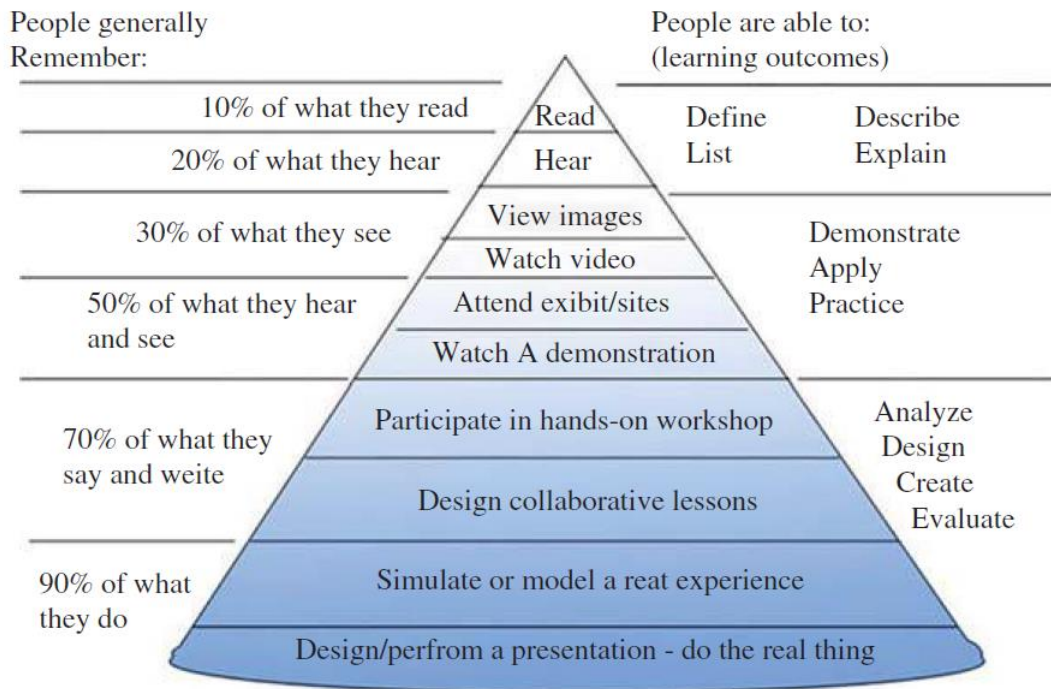 People generally
Remember:
People are able to:
(learning outcomes)
10% of what they read
Read
Define
Describe
20% of what they hear
Hear
List
Explain
30% of what they see
View images
Watch video
Demonstrate
Apply
Practice
50% of what they hear
and see
Attend exibit/sites
Watch A demonstration
70% of what they
say and weite
Participate in hands-on workshop
Design collaborative lessons
Analyze
Design
Create
Evaluate
90% of what
they do
Simulate or model a reat experience
Design/perfrom a presentation - do the real thing